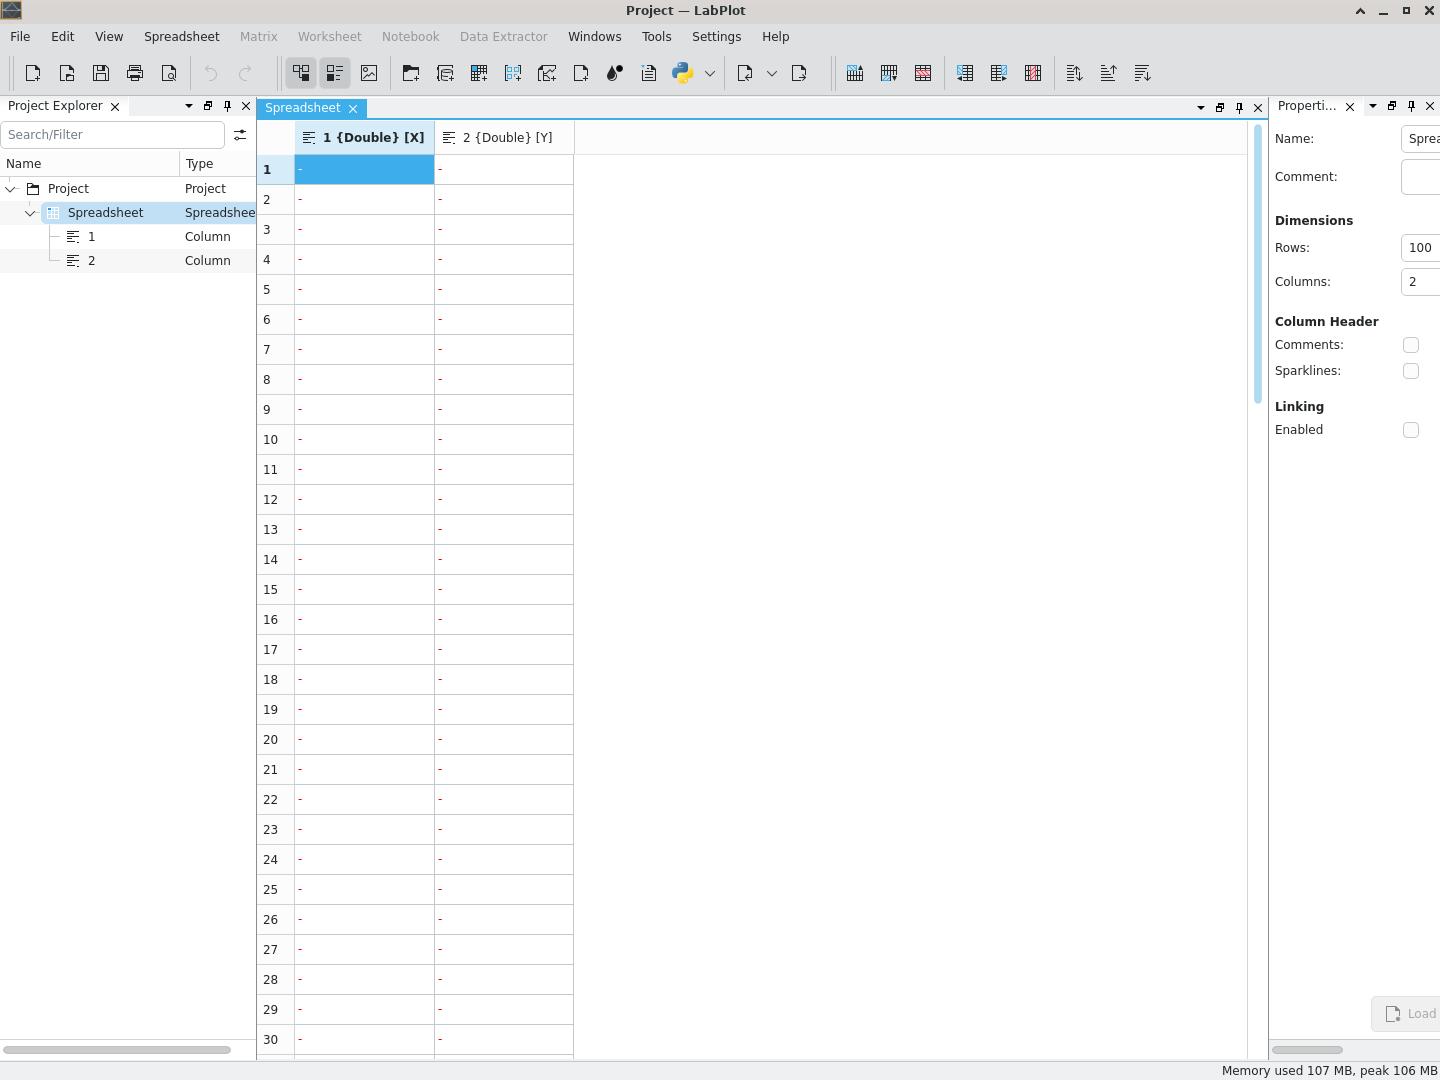 Project — LabPlot
File Edit View Spreadsheet Matrix Worksheet Notebook Data Extractor Windows Tools Settings Help
Project Explorer
Search/Filter
Name Type
Project Project
Spreadsheet Spreadshee
1 Column
2 Column
Spreadsheet
1 {Double} [X] 2 {Double} [Y]
1 - -
2 - -
3 - -
4 - -
5 - -
6 - -
7 - -
8 - -
9 - -
10 - -
11 - -
12 - -
13 - -
14 - -
15 - -
16 - -
17 - -
18 - -
19 - -
20 - -
21 - -
22 - -
23 - -
24 - -
25 - -
26 - -
27 - -
28 - -
29 - -
30 - -
Properti...
Name: Sprea
Comment:
Dimensions
Rows: 100
Columns: 2
Column Header
Comments:
Sparklines:
Linking
Enabled
Load
Memory used 107 MB, peak 106 MB